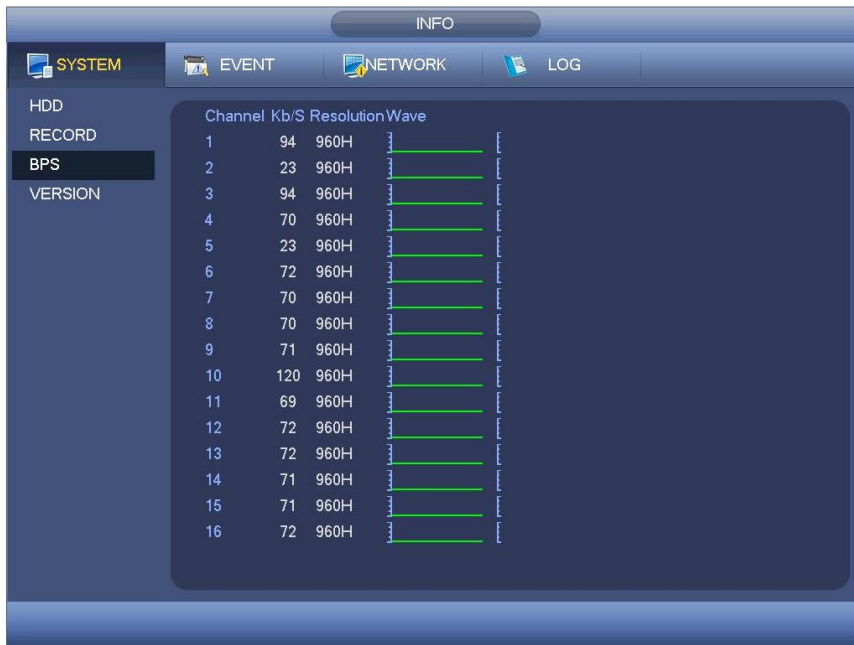 INFO
SYSTEM EVENT NETWORK LOG
HDD
RECORD
BPS
VERSION
Channel Kb/S Resolution Wave
1 94 960H
2 23 960H
3 94 960H
4 70 960H
5 23 960H
6 72 960H
7 70 960H
8 70 960H
9 71 960H
10 120 960H
11 69 960H
12 72 960H
13 72 960H
14 71 960H
15 71 960H
16 72 960H